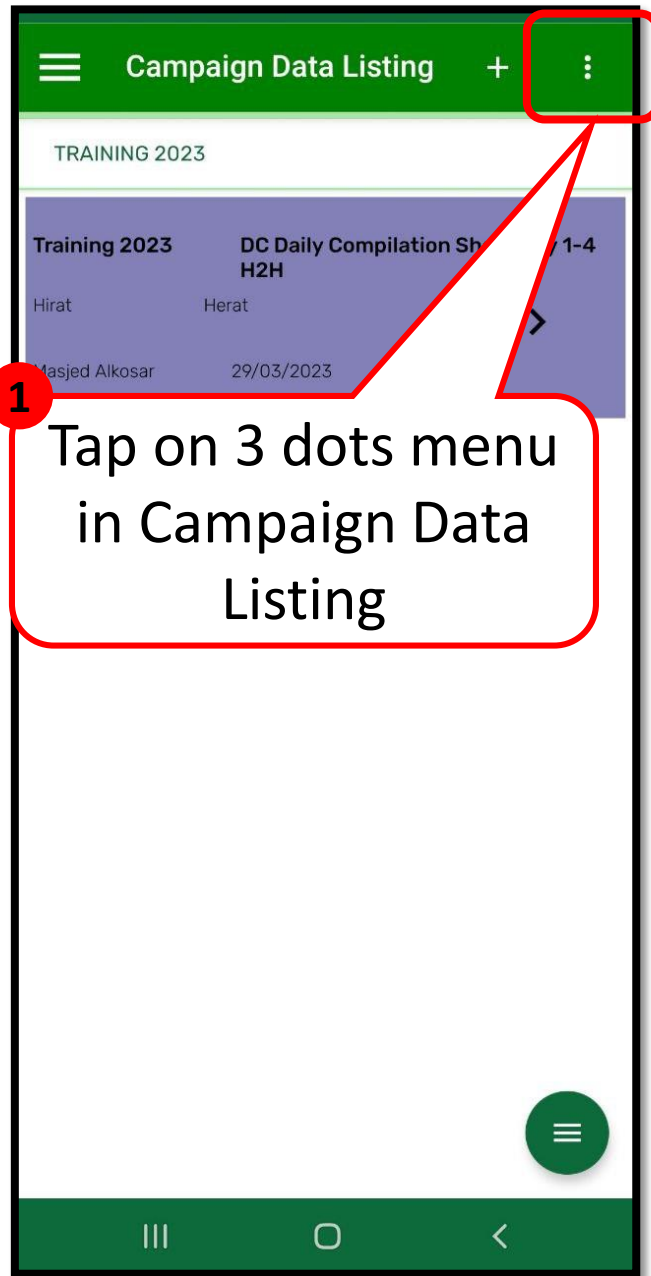 Campaign Data Listing +
TRAINING 2023
Training 2023 DC Daily Compilation Sh 1-4
H2H
Hirat Herat
Masjed Alkosar 29/03/2023
1
Tap on 3 dots menu
in Campaign Data
Listing